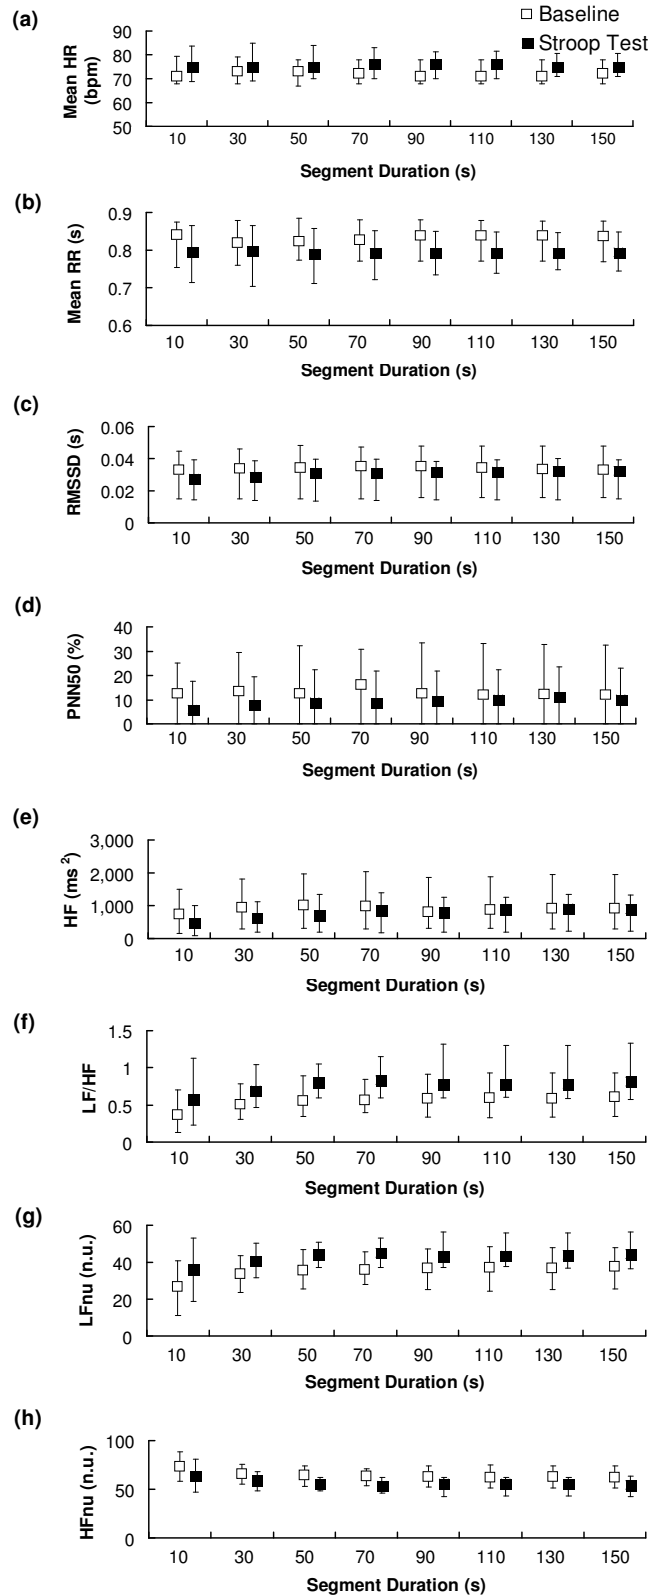 (a)
Baseline
Stroop Test
Mean HR
(bpm)
90
80
70
60
50
10 30 50 70 90 110 130 150
Segment Duration (s)
(b)
Mean RR (s)
0.9
0.8
0.7
0.6
10 30 50 70 90 110 130 150
Segment Duration (s)
(c)
RMSSD (s)
0.06
0.04
0.02
0
10 30 50 70 90 110 130 150
Segment Duration (s)
(d)
PNN50 (%)
40
30
20
10
0
10 30 50 70 90 110 130 150
Segment Duration (s)
(e)
HF (ms²)
3,000
2,000
1,000
0
10 30 50 70 90 110 130 150
Segment Duration (s)
(f)
LF/HF
1.5
1
0.5
0
10 30 50 70 90 110 130 150
Segment Duration (s)
(g)
LFnu (n.u.)
60
40
20
0
10 30 50 70 90 110 130 150
Segment Duration (s)
(h)
HFnu (n.u.)
100
50
0
10 30 50 70 90 110 130 150
Segment Duration (s)